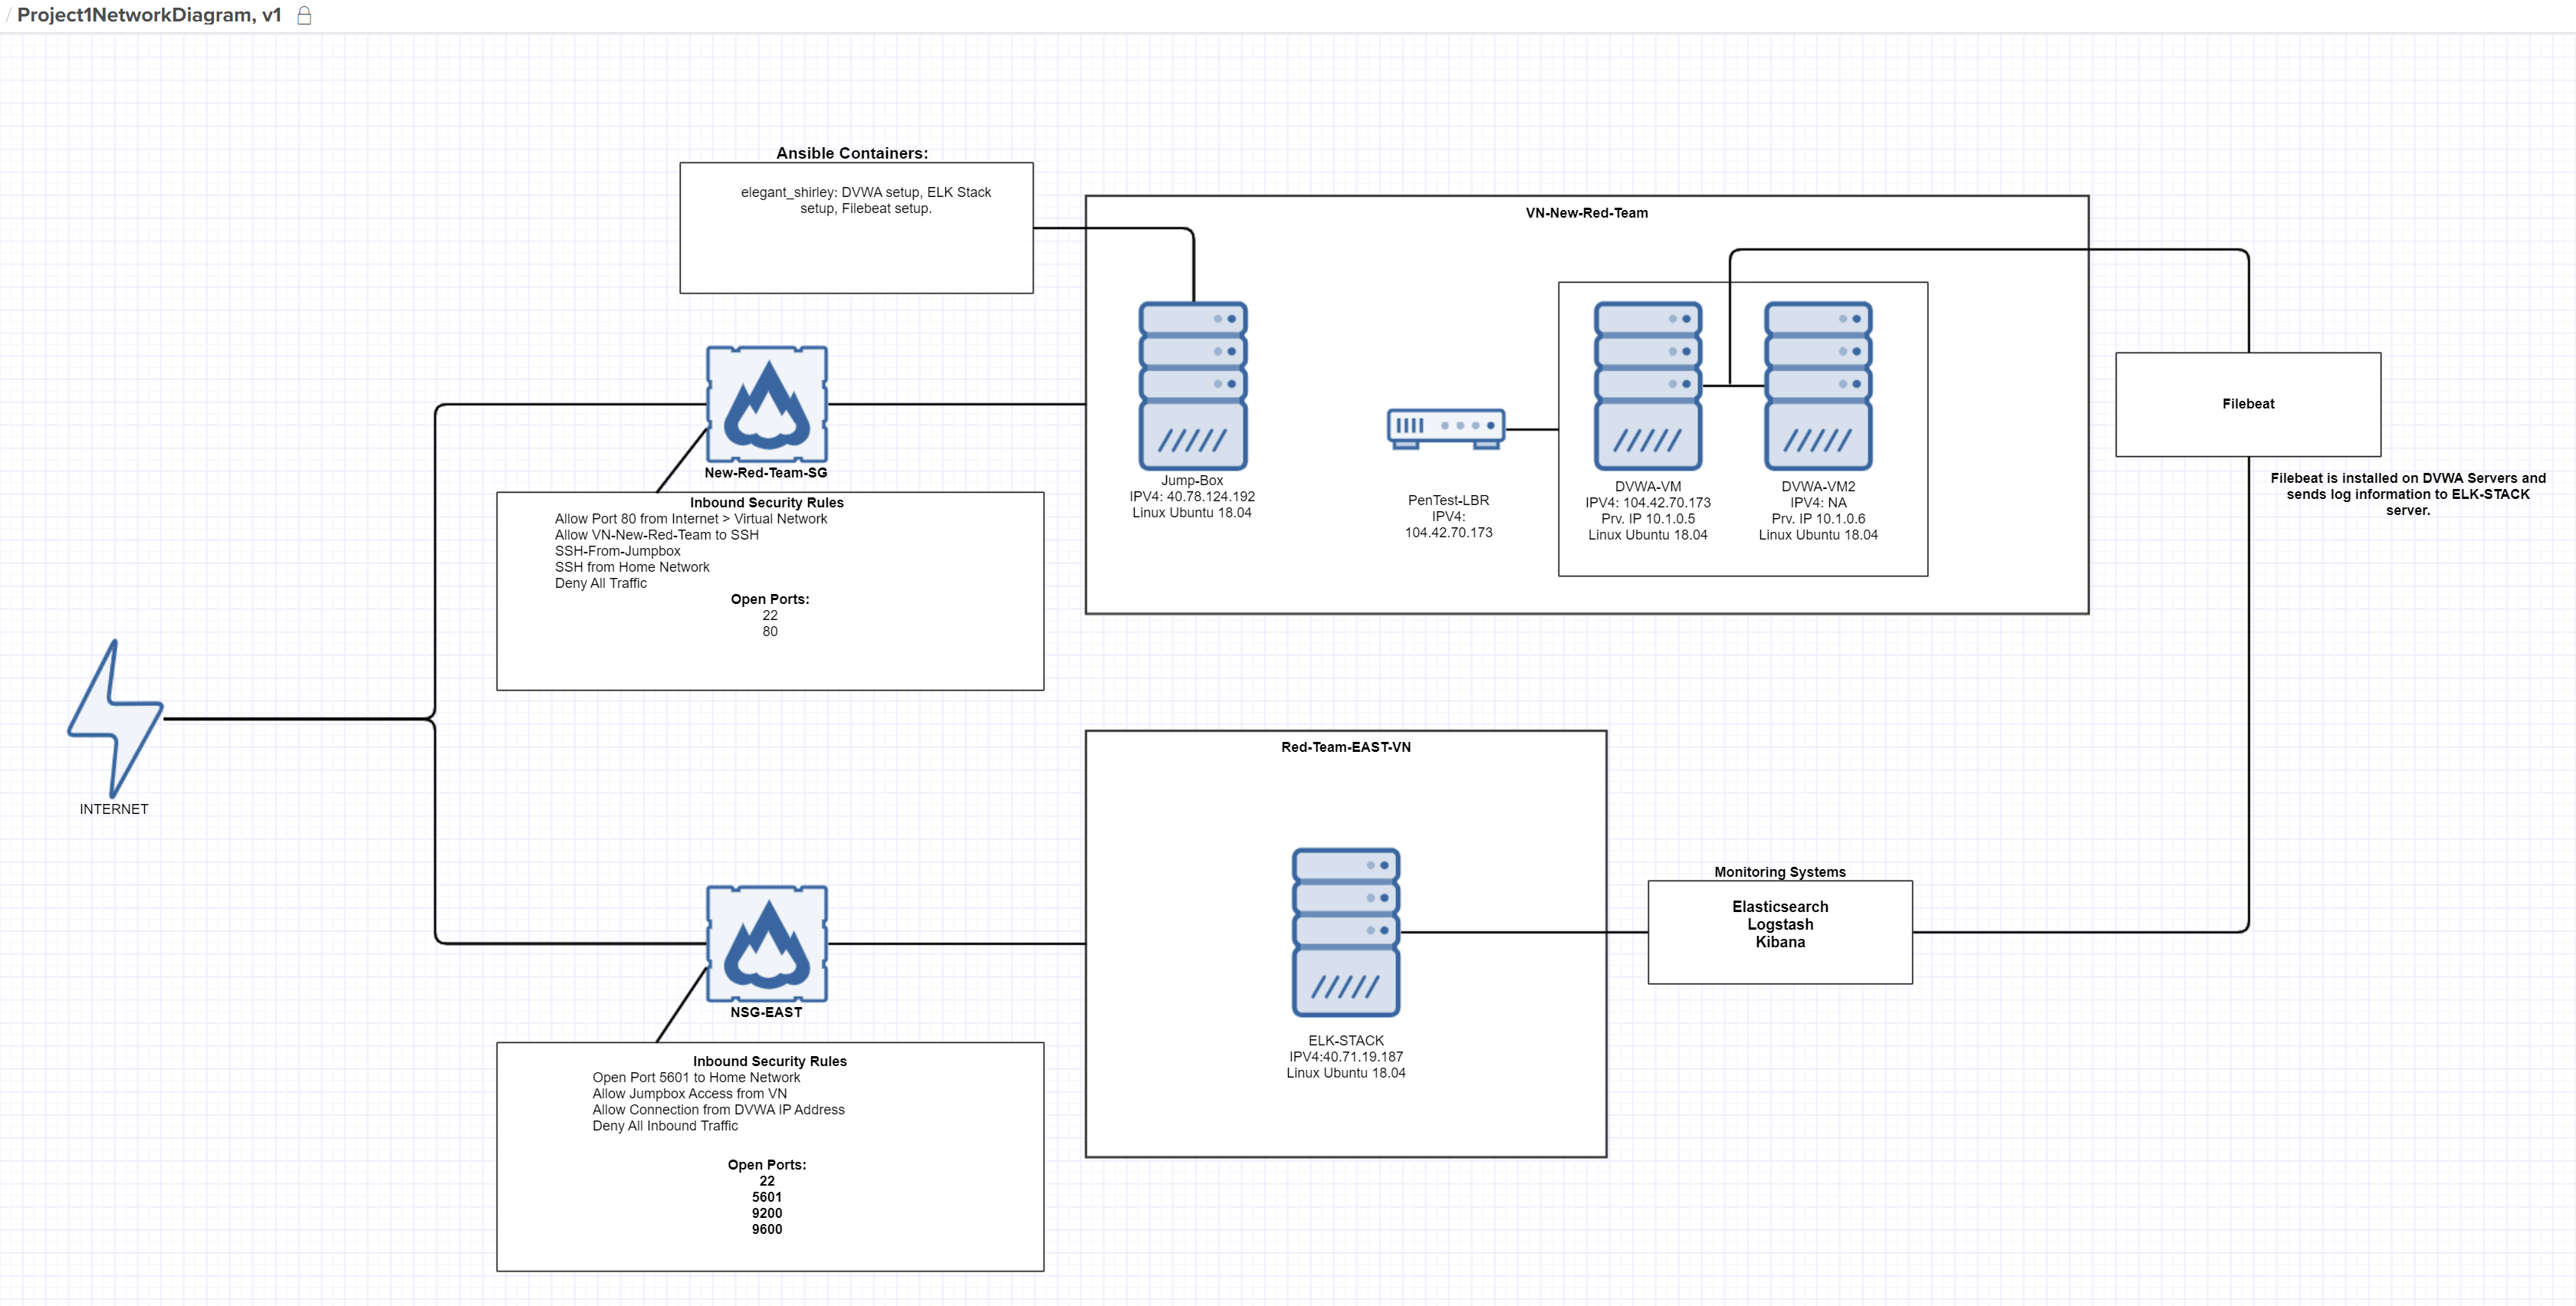 / Project1NetworkDiagram, v1
Ansible Containers:
elegant_shirley: DVWA setup, ELK Stack
setup, Filebeat setup.
New-Red-Team-SG
Inbound Security Rules
Allow Port 80 from Internet > Virtual Network
Allow VN-New-Red-Team to SSH
SSH-From-Jumpbox
SSH from Home Network
Deny All Traffic
Open Ports:
22
80
VN-New-Red-Team
Jump-Box
IPV4: 40.78.124.192
Linux Ubuntu 18.04
PenTest-LBR
IPV4:
104.42.70.173
DVWA-VM
IPV4: 104.42.70.173
Prv. IP 10.1.0.5
Linux Ubuntu 18.04
DVWA-VM2
IPV4: NA
Prv. IP 10.1.0.6
Linux Ubuntu 18.04
Filebeat
Filebeat is installed on DVWA Servers and
sends log information to ELK-STACK
server.
INTERNET
NSG-EAST
Inbound Security Rules
Open Port 5601 to Home Network
Allow Jumpbox Access from VN
Allow Connection from DVWA IP Address
Deny All Inbound Traffic
Open Ports:
22
5601
9200
9600
Red-Team-EAST-VN
ELK-STACK
IPV4:40.71.19.187
Linux Ubuntu 18.04
Monitoring Systems
Elasticsearch
Logstash
Kibana